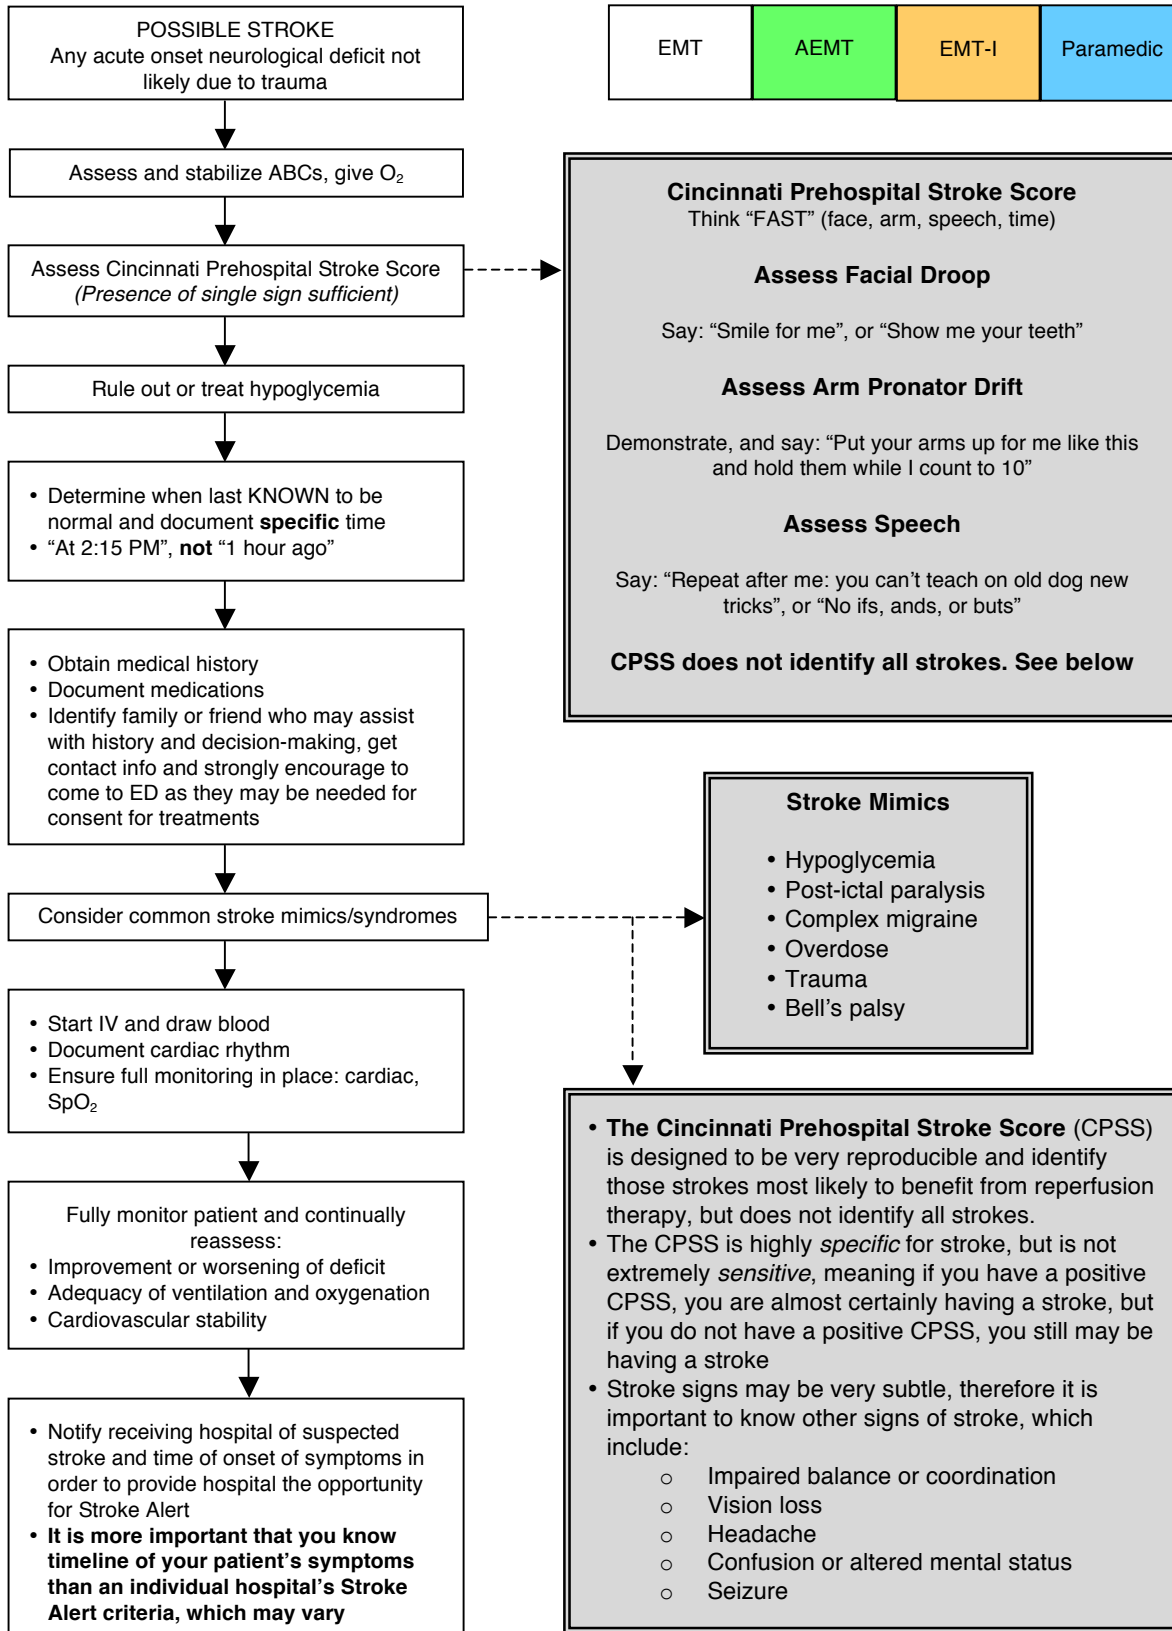 POSSIBLE STROKE
Any acute onset neurological deficit not
likely due to trauma
Assess and stabilize ABCs, give O₂
Assess Cincinnati Prehospital Stroke Score
(Presence of single sign sufficient)
Rule out or treat hypoglycemia
• Determine when last KNOWN to be
normal and document specific time
• “At 2:15 PM”, not “1 hour ago”
• Obtain medical history
• Document medications
• Identify family or friend who may assist
with history and decision-making, get
contact info and strongly encourage to
come to ED as they may be needed for
consent for treatments
Consider common stroke mimics/syndromes
• Start IV and draw blood
• Document cardiac rhythm
• Ensure full monitoring in place: cardiac,
SpO₂
Fully monitor patient and continually
reassess:
• Improvement or worsening of deficit
• Adequacy of ventilation and oxygenation
• Cardiovascular stability
• Notify receiving hospital of suspected
stroke and time of onset of symptoms in
order to provide hospital the opportunity
for Stroke Alert
• It is more important that you know
timeline of your patient’s symptoms
than an individual hospital’s Stroke
Alert criteria, which may vary
EMT
AEMT
EMT-I
Paramedic
Cincinnati Prehospital Stroke Score
Think “FAST” (face, arm, speech, time)
Assess Facial Droop
Say: “Smile for me”, or “Show me your teeth”
Assess Arm Pronator Drift
Demonstrate, and say: “Put your arms up for me like this
and hold them while I count to 10”
Assess Speech
Say: “Repeat after me: you can’t teach on old dog new
tricks”, or “No ifs, ands, or buts”
CPSS does not identify all strokes. See below
Stroke Mimics
• Hypoglycemia
• Post-ictal paralysis
• Complex migraine
• Overdose
• Trauma
• Bell’s palsy
• The Cincinnati Prehospital Stroke Score (CPSS)
is designed to be very reproducible and identify
those strokes most likely to benefit from reperfusion
therapy, but does not identify all strokes.
• The CPSS is highly specific for stroke, but is not
extremely sensitive, meaning if you have a positive
CPSS, you are almost certainly having a stroke, but
if you do not have a positive CPSS, you still may be
having a stroke
• Stroke signs may be very subtle, therefore it is
important to know other signs of stroke, which
include:
o Impaired balance or coordination
o Vision loss
o Headache
o Confusion or altered mental status
o Seizure